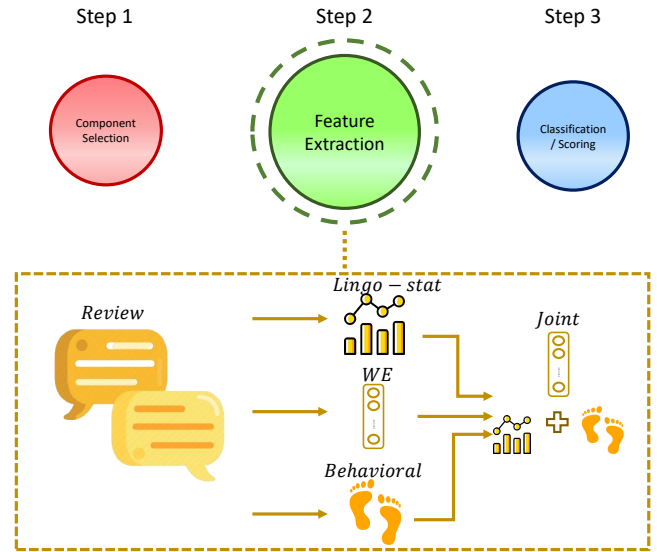 Step 1
Step 2
Step 3
Component
Selection
Feature
Extraction
Classification
/ Scoring
Review
Lingo − stat
WE
Behavioral
Joint